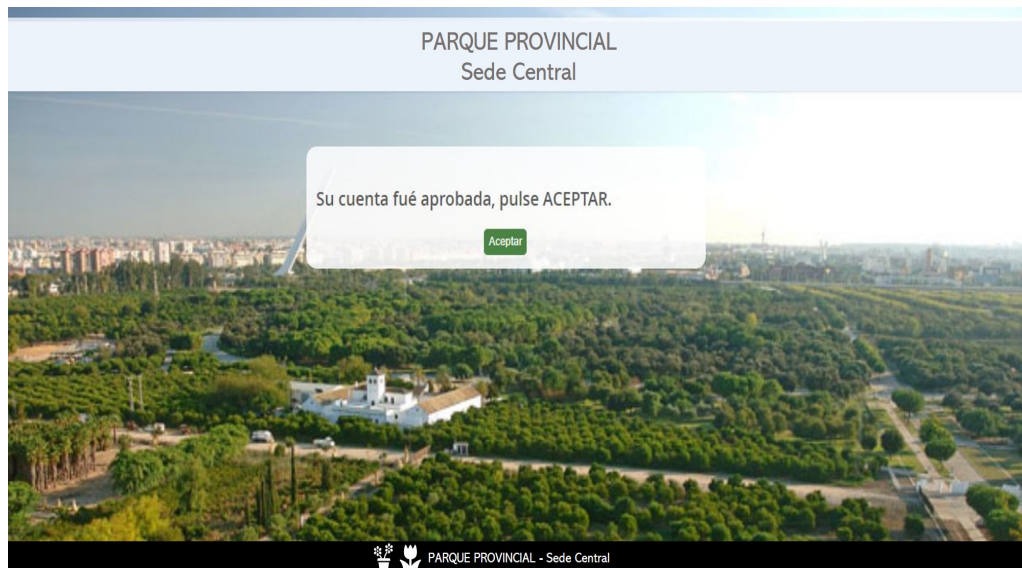 PARQUE PROVINCIAL
Sede Central
Su cuenta fué aprobada, pulse ACEPTAR.
Aceptar
PARQUE PROVINCIAL - Sede Central